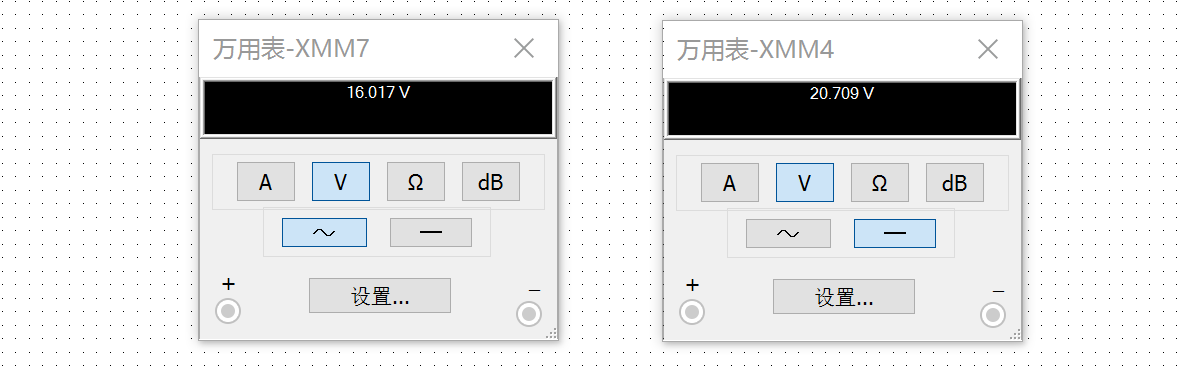 万用表-XMM7
16.017 V
A V Ω dB
+ –
设置...
万用表-XMM4
20.709 V
A V Ω dB
+ –
设置...